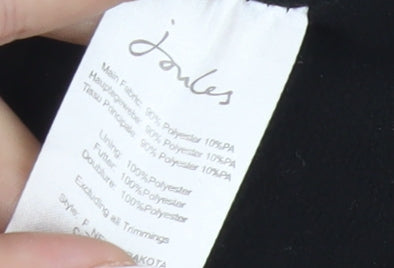 Joules
Main Fabric: 90% Polyester 10%PA
Hauptgewebe: 90% Polyester 10%PA
Tissu Principale: 90% Polyester 10%PA
Lining: 100%Polyester
Futter: 100%Polyester
Doublure: 100%Polyester
Excluding all Trimmings
Style: